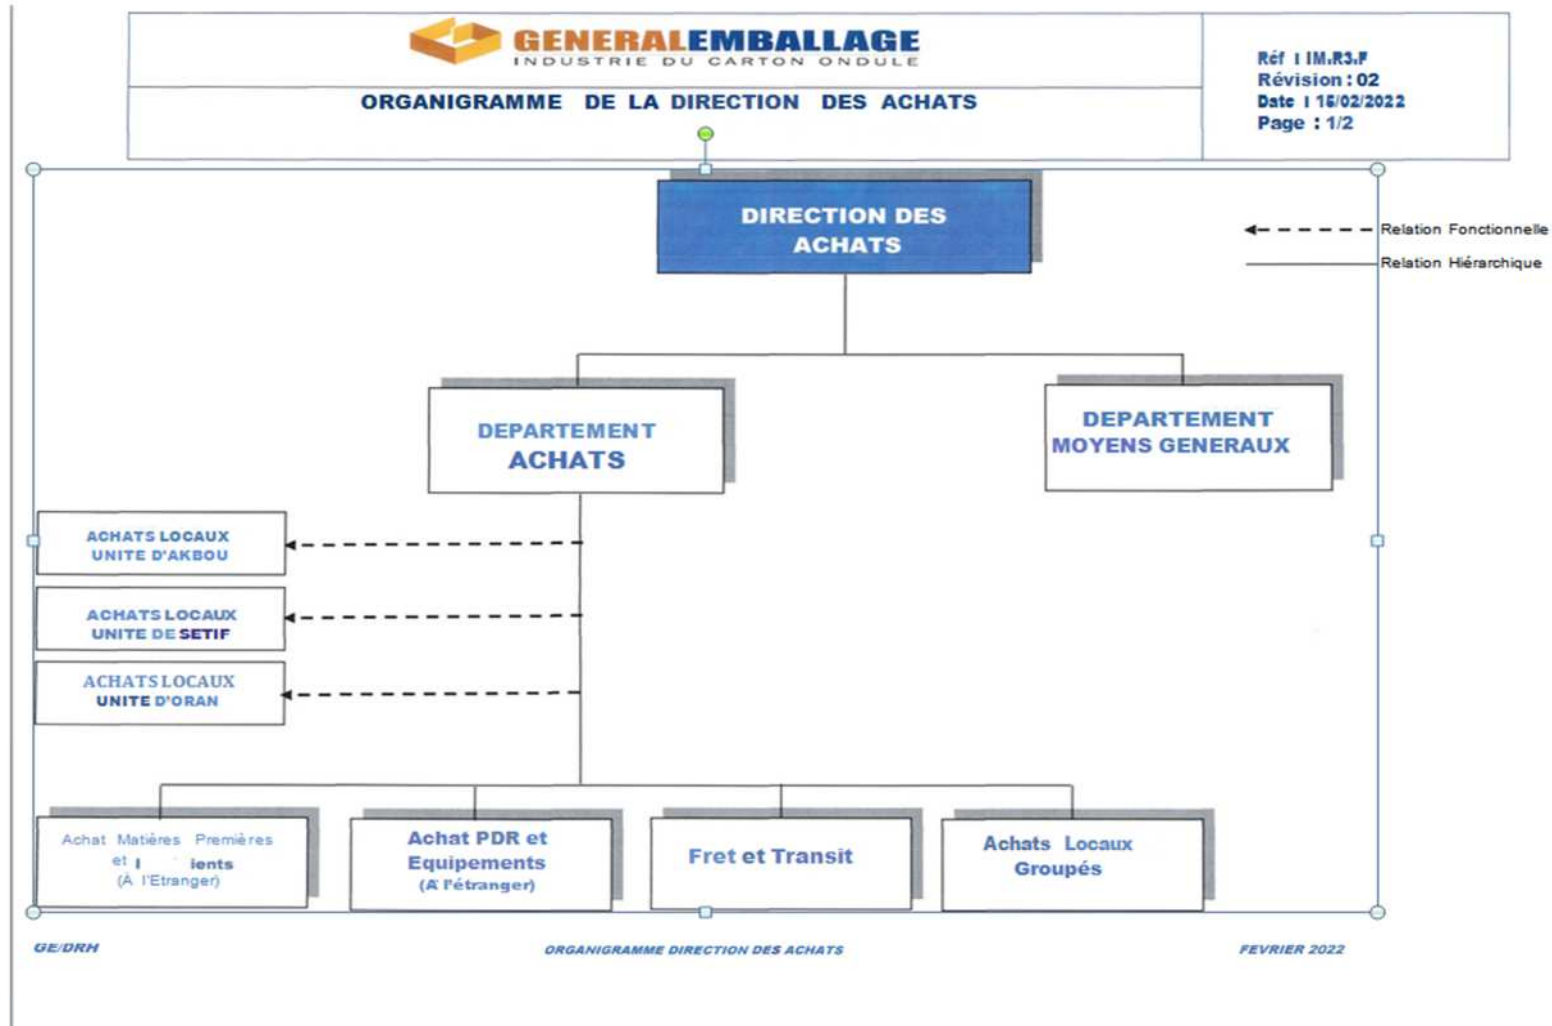 GENERALEMBALLAGE
INDUSTRIE DU CARTON ONDULE
ORGANIGRAMME DE LA DIRECTION DES ACHATS
Réf : IM.R3.F
Révision : 02
Date : 15/02/2022
Page : 1/2
DIRECTION DES
ACHATS
Relation Fonctionnelle
Relation Hiérarchique
DEPARTEMENT
ACHATS
DEPARTEMENT
MOYENS GENERAUX
ACHATS LOCAUX
UNITE D'AKBOU
ACHATS LOCAUX
UNITE DE SETIF
ACHATS LOCAUX
UNITE D'ORAN
Achat Matières Premières
et
(À l'Etranger)
Achat PDR et
Equipements
(A l'étranger)
Fret et Transit
Achats Locaux
Groupés
GE/DRH
ORGANIGRAMME DIRECTION DES ACHATS
FEVRIER 2022